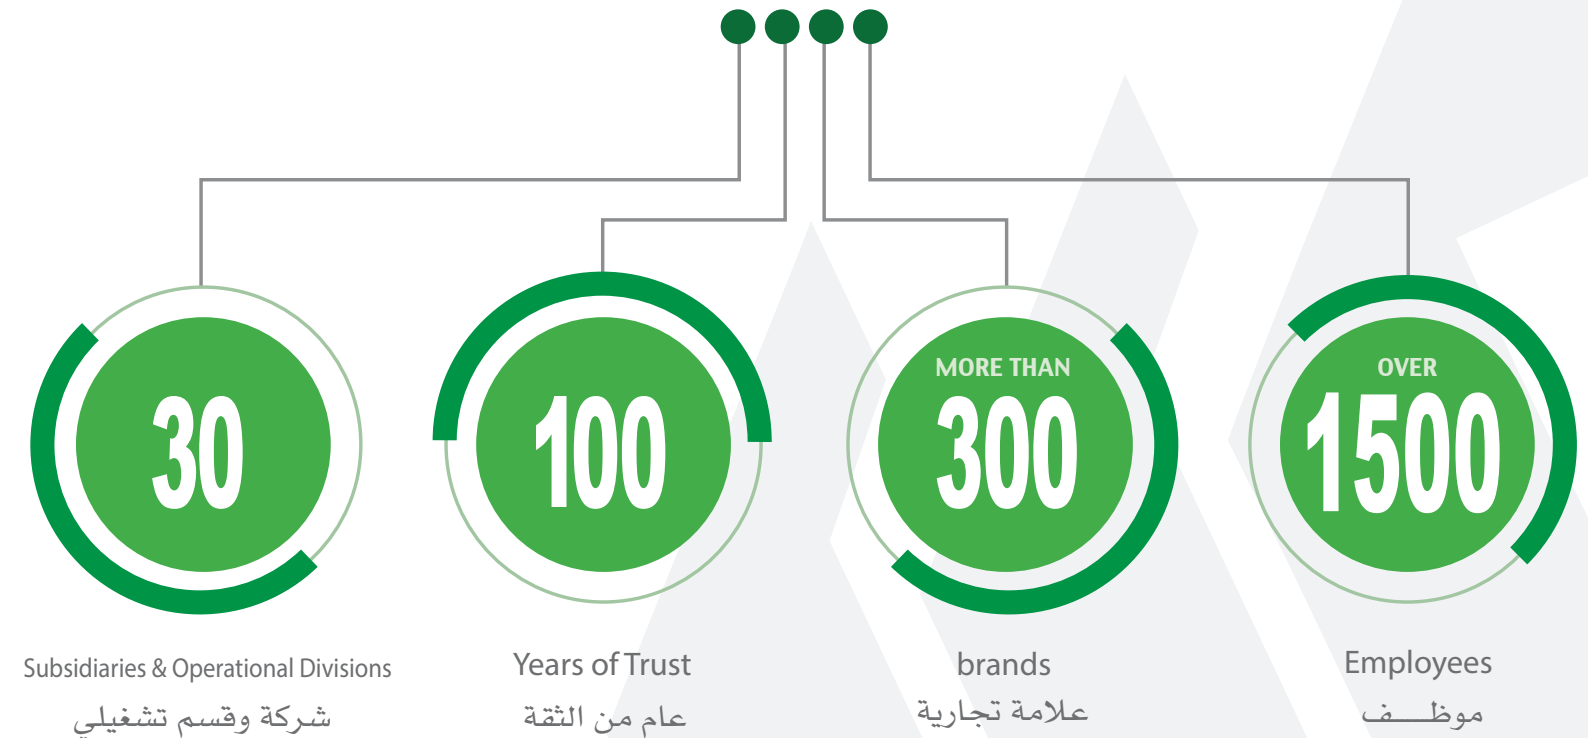 30
Subsidiaries & Operational Divisions
شركة وقسم تشغيلي
100
Years of Trust
عام من الثقة
MORE THAN
300
brands
علامة تجارية
OVER
1500
Employees
موظـــف